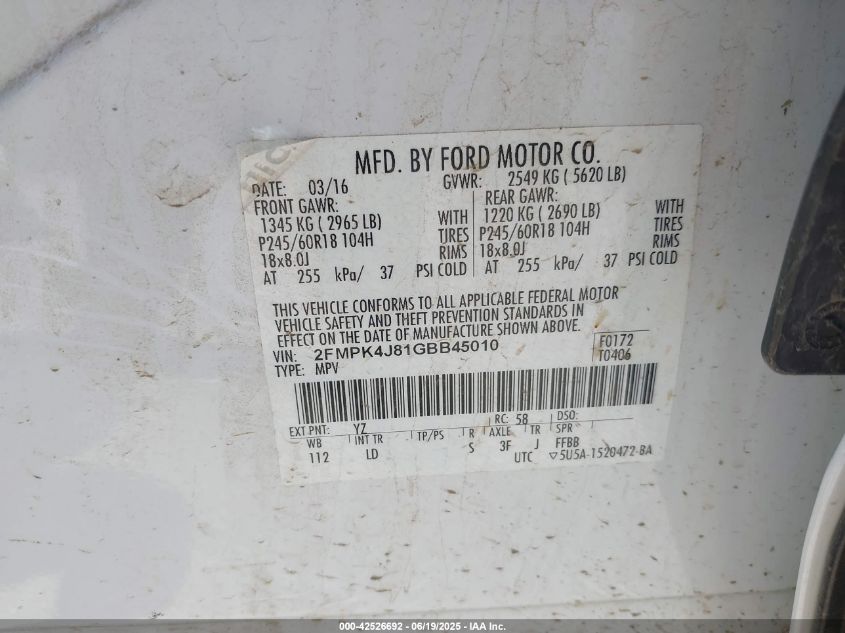 MFD. BY FORD MOTOR CO.
DATE: 03/16 GVWR: 2549 KG ( 5620 LB)
FRONT GAWR: REAR GAWR:
1345 KG ( 2965 LB) WITH 1220 KG ( 2690 LB) WITH
P245/60R18 104H TIRES P245/60R18 104H TIRES
18x8.0J RIMS 18x8.0J RIMS
AT 255 kPa/ 37 PSI COLD AT 255 kPa/ 37 PSI COLD
THIS VEHICLE CONFORMS TO ALL APPLICABLE FEDERAL MOTOR
VEHICLE SAFETY AND THEFT PREVENTION STANDARDS IN
EFFECT ON THE DATE OF MANUFACTURE SHOWN ABOVE.
VIN: 2FMPK4J81GBB45010 F0172
TYPE: MPV T0406
EXT PNT: YZ RC: 58 DSO:
WB INT TR TP/PS R AXLE TR SPR
112 LD S 3F J FFBB
UTC 5U5A-1520472-BA
000-42526692 - 06/19/2025 - IAA Inc.